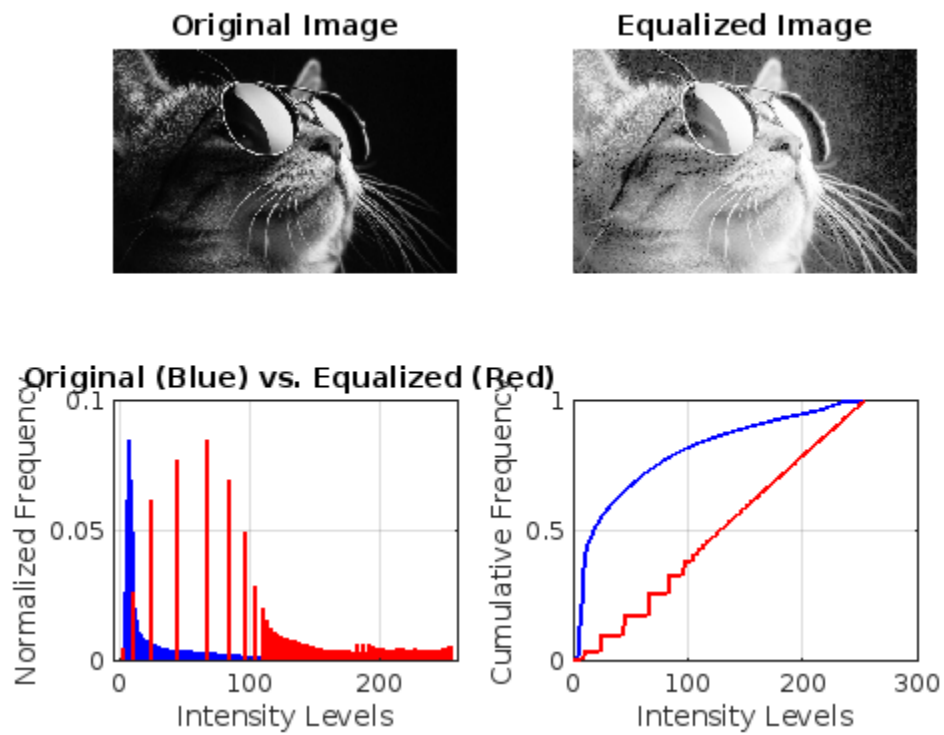 Original Image
Equalized Image
Original (Blue) vs. Equalized (Red)
Normalized Frequency
0.1
0.05
0
0
100
200
Intensity Levels
Cumulative Frequency
1
0.5
0
0
100
200
300
Intensity Levels